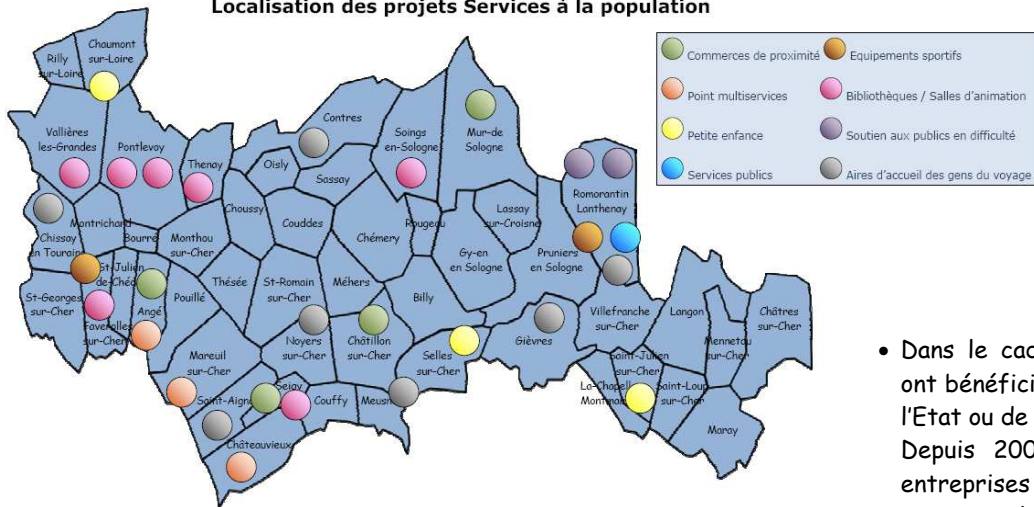 Localisation des projets Services à la population
Commerces de proximité
Equipements sportifs
Point multiservices
Bibliothèques / Salles d'animation
Petite enfance
Soutien aux publics en difficulté
Services publics
Aires d'accueil des gens du voyage
Rilly
sur-Loire
Chaumont
sur-Loire
Vallières
les-Grandes
Pontlevoy
Thenay
Contres
Oisly
Sassay
Soings
en-Sologne
Mur-de
Sologne
Romorantin
Lanthenay
Chissay
en Tourain
Montrichard
Bourré
Monthou
sur-Cher
Choussy
Couddes
Chémery
Rougeau
Lassay
sur-Croisne
Gy-en
en Sologne
Pruniers
en Sologne
St-Georges
sur-Cher
St-Julien
de-Chéd
Faverolles
sur-Cher
Angé
Pouillé
Thésée
St-Romain
sur-Cher
Méhers
Billy
Noyers
sur-Cher
Châtillon
sur-Cher
Selles
sur-Cher
Gièvres
Villefranche
sur-Cher
Langon
Mennetou
sur-Cher
Châtres
sur-Cher
Mareuil
sur-Cher
Saint-Aign
Seigy
Couffy
Meusn
Châteauvieux
La-Chapell
Montmar
Saint-Julien
sur-Cher
Saint-Loup
sur-Cher
Maray
• Dans le cad
ont bénéfici
l'Etat ou de
Depuis 200
entreprises